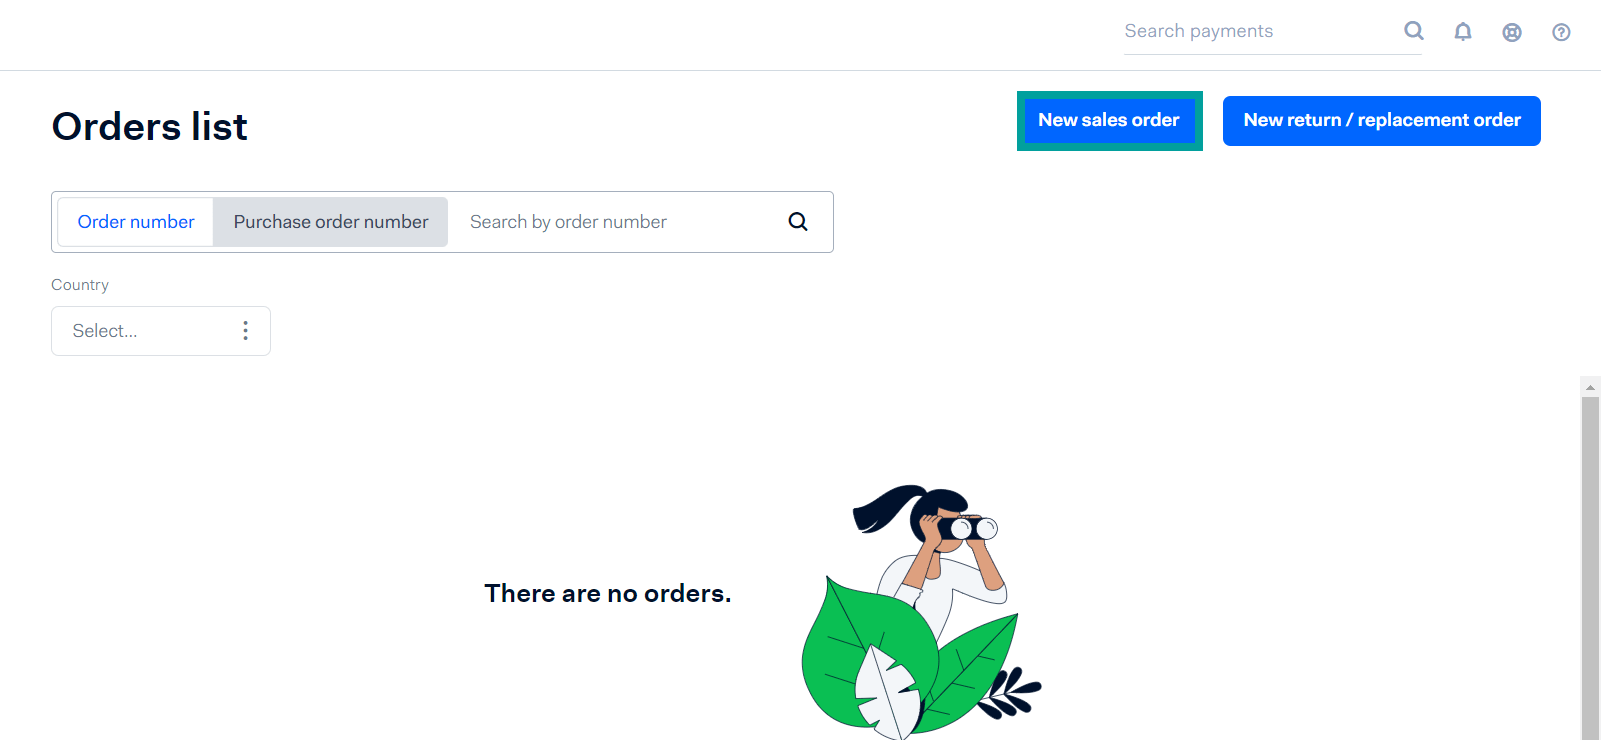 Search payments
Orders list
New sales order
New return / replacement order
Order number
Purchase order number
Search by order number
Country
Select...
There are no orders.